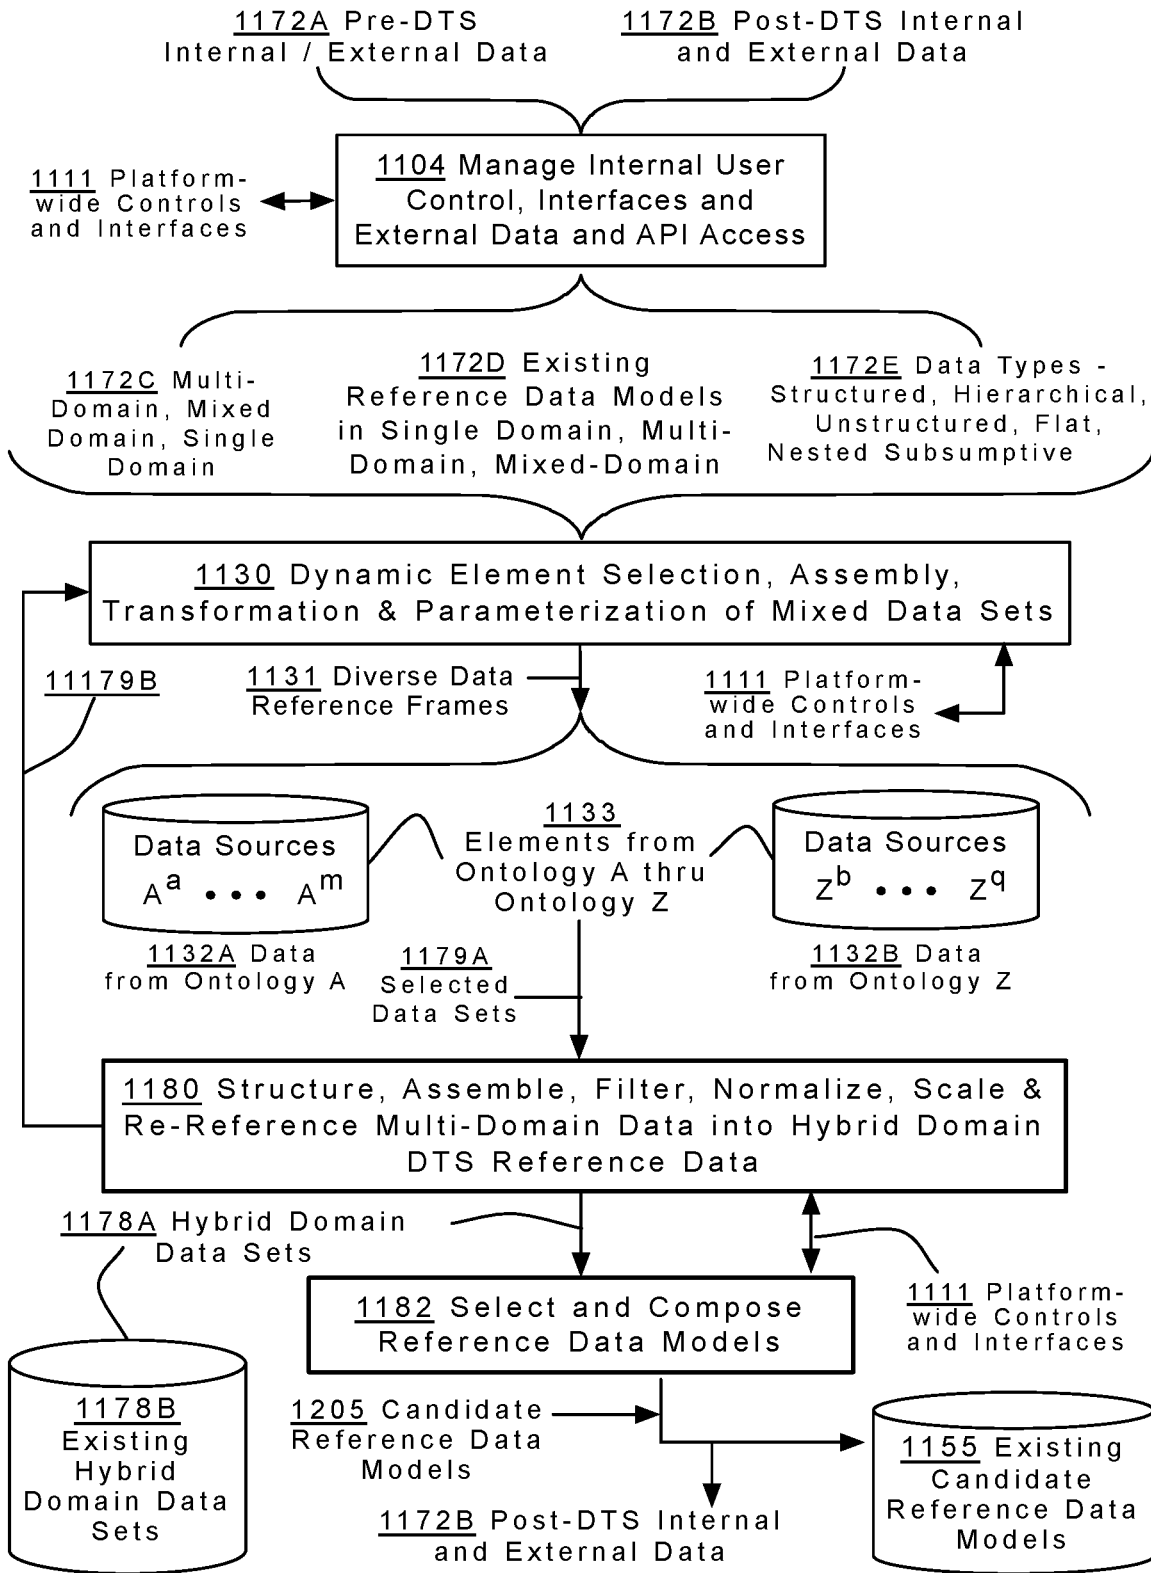 1172A Pre-DTS
Internal / External Data
1172B Post-DTS Internal
and External Data
1104 Manage Internal User
Control, Interfaces and
External Data and API Access
1111 Platform-
wide Controls
and Interfaces
1172C Multi-
Domain, Mixed
Domain, Single
Domain
1172D Existing
Reference Data Models
in Single Domain, Multi-
Domain, Mixed-Domain
1172E Data Types -
Structured, Hierarchical,
Unstructured, Flat,
Nested Subsumptive
1130 Dynamic Element Selection, Assembly,
Transformation & Parameterization of Mixed Data Sets
11179B
1131 Diverse Data
Reference Frames
1111 Platform-
wide Controls
and Interfaces
Data Sources
A^a • • • A^m
1133
Elements from
Ontology A thru
Ontology Z
Data Sources
Z^b • • • Z^q
1132A Data
from Ontology A
1179A
Selected
Data Sets
1132B Data
from Ontology Z
1180 Structure, Assemble, Filter, Normalize, Scale &
Re-Reference Multi-Domain Data into Hybrid Domain
DTS Reference Data
1178A Hybrid Domain
Data Sets
1182 Select and Compose
Reference Data Models
1111 Platform-
wide Controls
and Interfaces
1178B
Existing
Hybrid
Domain Data
Sets
1205 Candidate
Reference Data
Models
1155 Existing
Candidate
Reference Data
Models
1172B Post-DTS Internal
and External Data